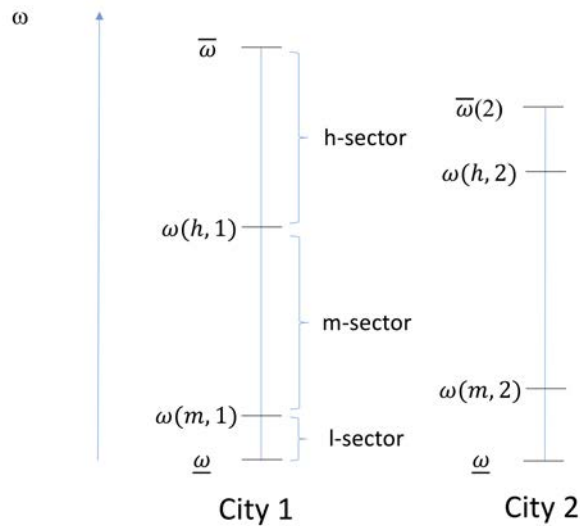 ω
ω̅
h-sector
ω̅(2)
ω(h, 2)
ω(h, 1)
m-sector
ω(m, 2)
ω(m, 1)
l-sector
ω̲
ω̲
City 1
City 2